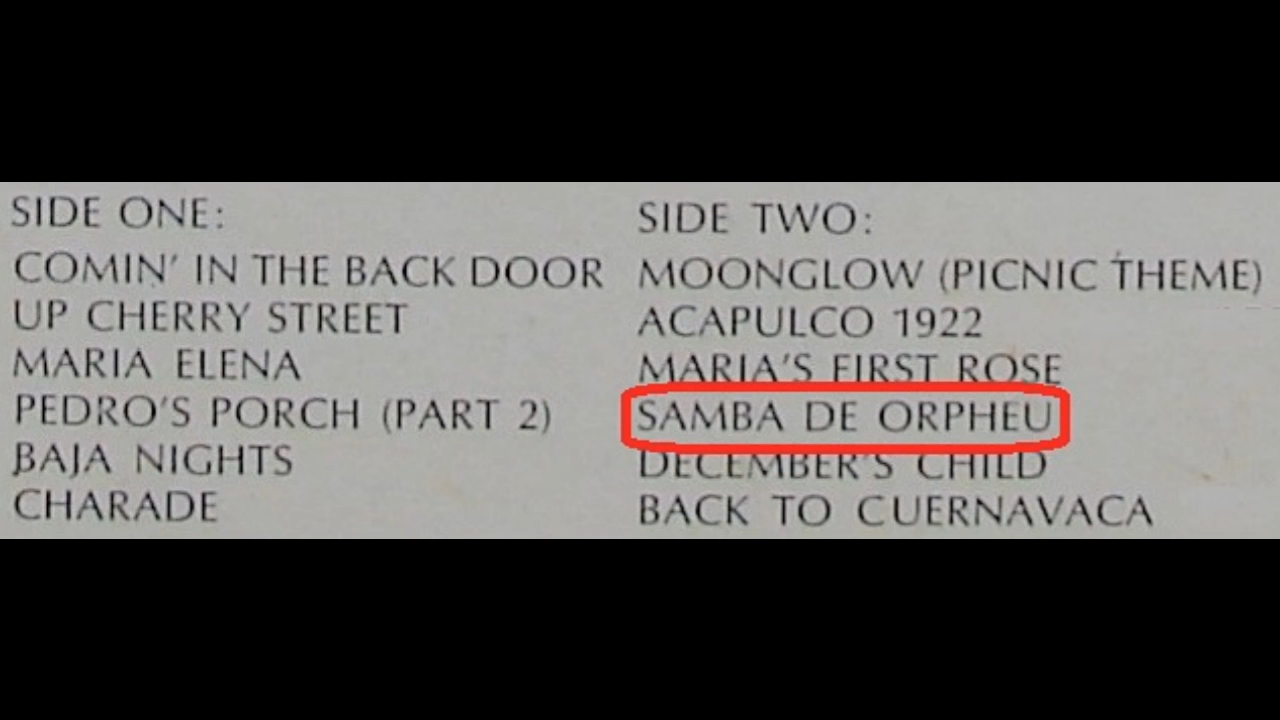 SIDE ONE:
COMIN' IN THE BACK DOOR
UP CHERRY STREET
MARIA ELENA
PEDRO'S PORCH (PART 2)
BAJA NIGHTS
CHARADE
SIDE TWO:
MOONGLOW (PICNIC THEME)
ACAPULCO 1922
MARIA'S FIRST ROSE
SAMBA DE ORPHEU
DECEMBER'S CHILD
BACK TO CUERNAVACA